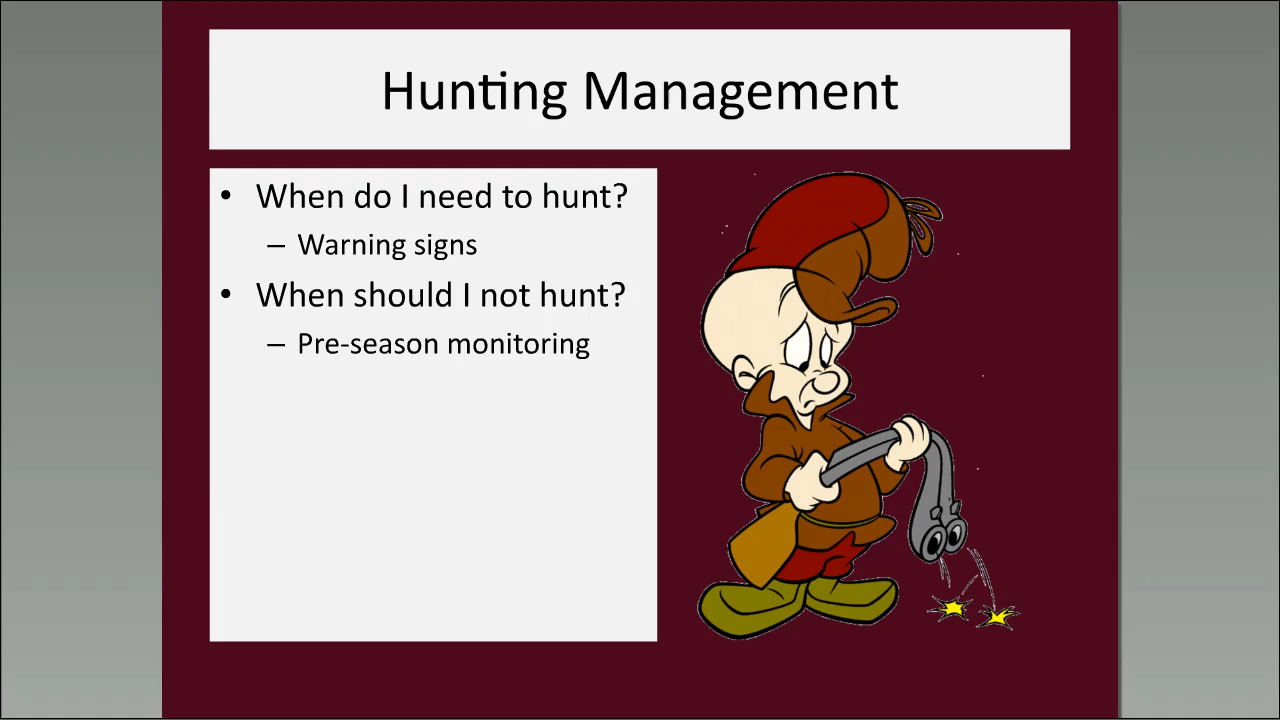 Hunting Management
• When do I need to hunt?
– Warning signs
• When should I not hunt?
– Pre-season monitoring